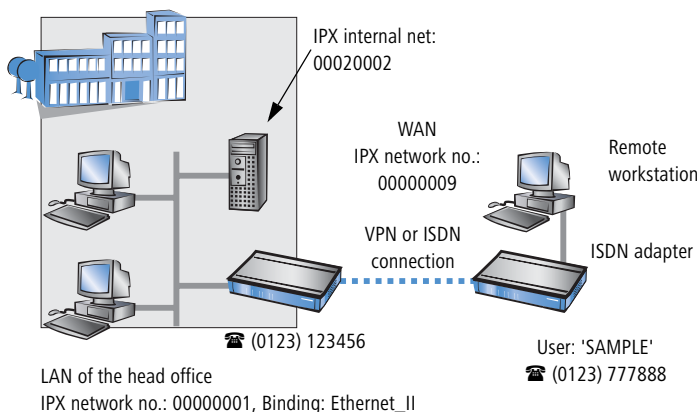 IPX internal net:
00020002
WAN
IPX network no.:
00000009
Remote
workstation
VPN or ISDN
connection
ISDN adapter
☎ (0123) 123456
User: 'SAMPLE'
☎ (0123) 777888
LAN of the head office
IPX network no.: 00000001, Binding: Ethernet_II